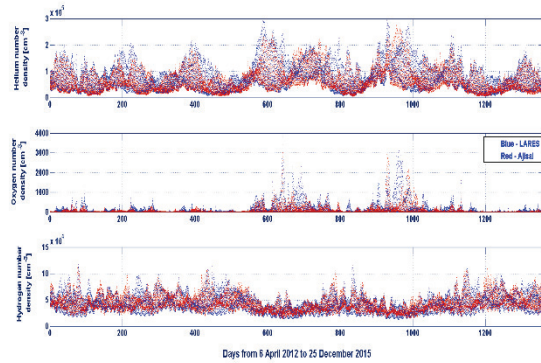 x 10^6
Helium number
density [cm^-3]
3
2
1
0
0 200 400 600 800 1000 1200
Oxygen number
density [cm^-3]
4000
3000
2000
1000
0
Blue - LARES
Red - Ajisai
0 200 400 600 800 1000 1200
Hydrogen number
density [cm^-3]
15
10
5
0
0 200 400 600 800 1000 1200
Days from 6 April 2012 to 25 December 2015